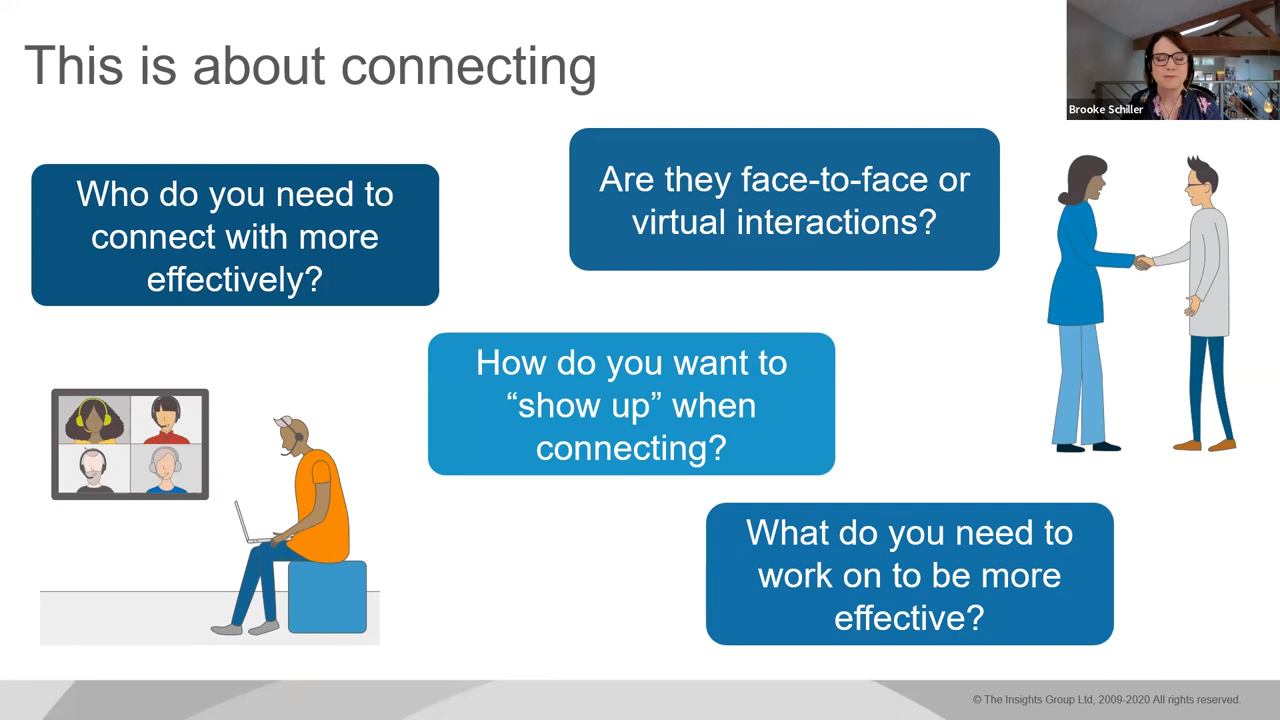 This is about connecting
Brooke Schiller
Who do you need to
connect with more
effectively?
Are they face-to-face or
virtual interactions?
How do you want to
“show up” when
connecting?
What do you need to
work on to be more
effective?
© The Insights Group Ltd, 2009-2020 All rights reserved.